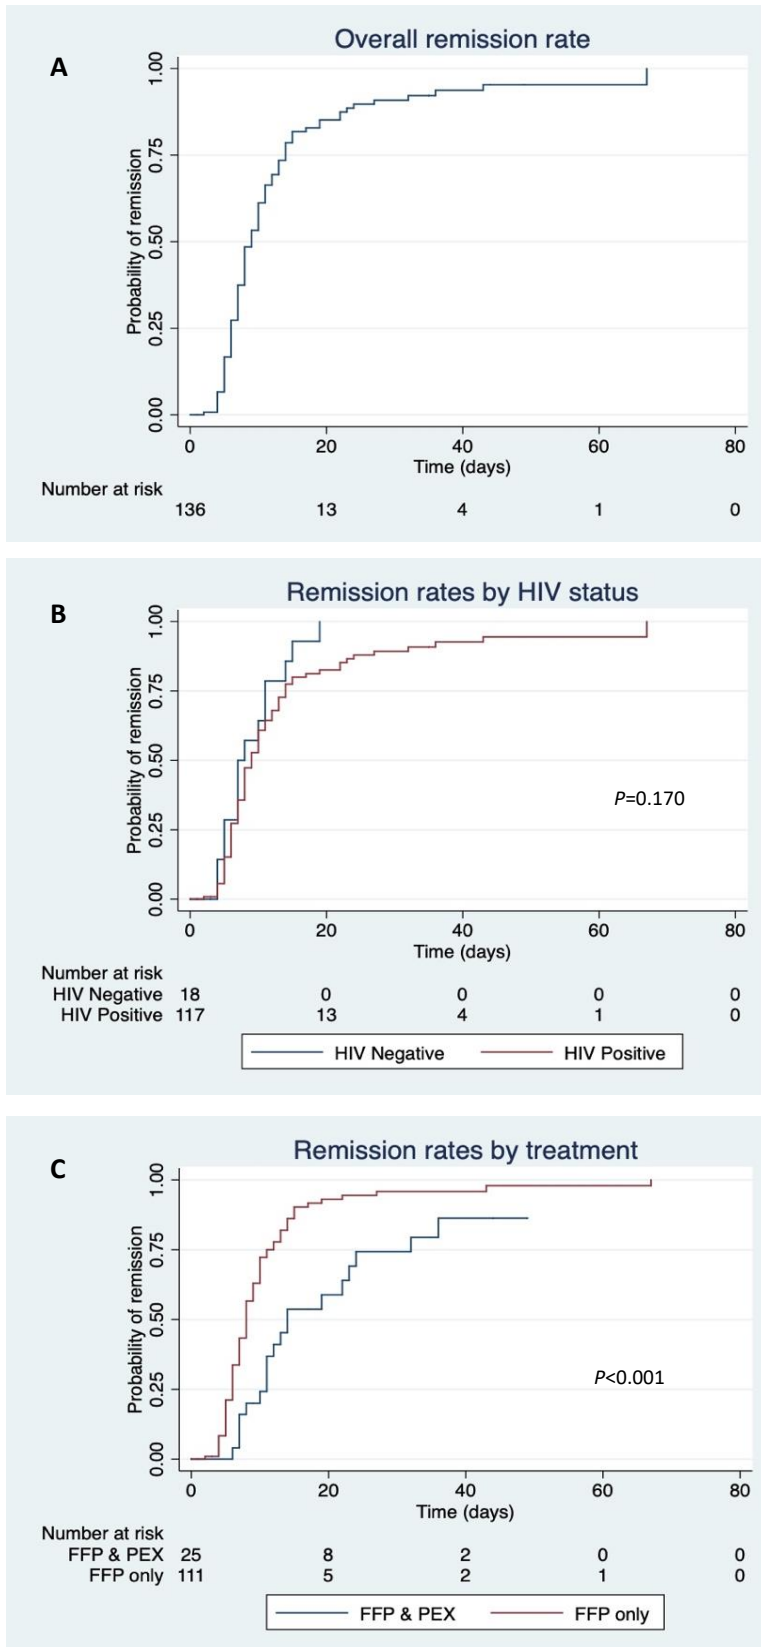 A
Overall remission rate
Probability of remission
1.00
0.75
0.50
0.25
0.00
0 20 40 60 80
Time (days)
Number at risk
136 13 4 1 0
B
Remission rates by HIV status
Probability of remission
1.00
0.75
0.50
0.25
0.00
P=0.170
0 20 40 60 80
Time (days)
Number at risk
HIV Negative 18 0 0 0 0
HIV Positive 117 13 4 1 0
HIV Negative HIV Positive
C
Remission rates by treatment
Probability of remission
1.00
0.75
0.50
0.25
0.00
P<0.001
0 20 40 60 80
Time (days)
Number at risk
FFP & PEX 25 8 2 0 0
FFP only 111 5 2 1 0
FFP & PEX FFP only